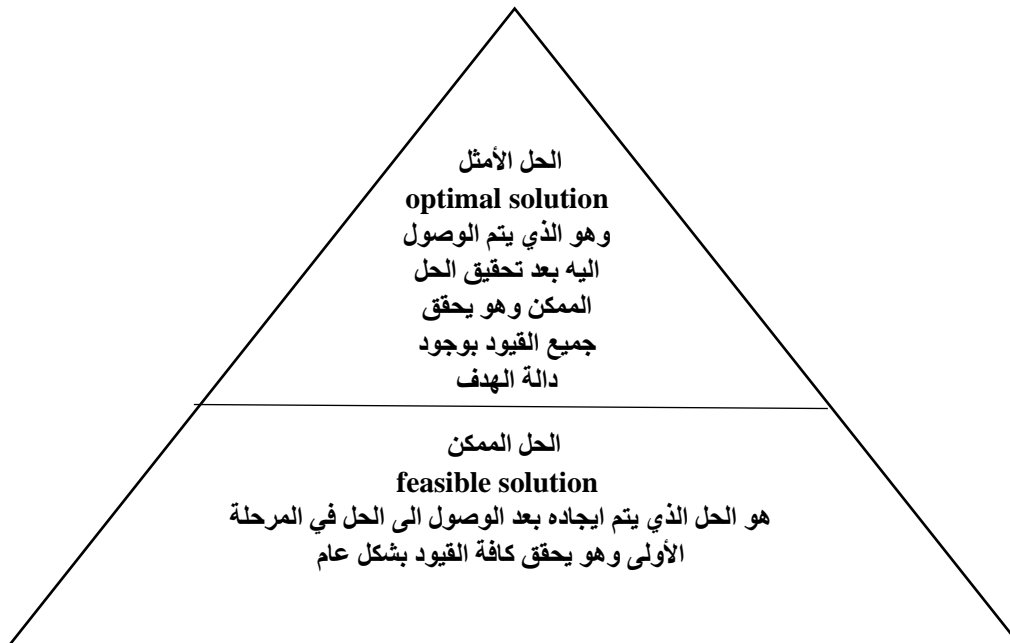 الحل الأمثل
optimal solution
وهو الذي يتم الوصول
اليه بعد تحقيق الحل
الممكن وهو يحقق
جميع القيود بوجود
دالة الهدف
الحل الممكن
feasible solution
هو الحل الذي يتم ايجاده بعد الوصول الى الحل في المرحلة
الأولى وهو يحقق كافة القيود بشكل عام